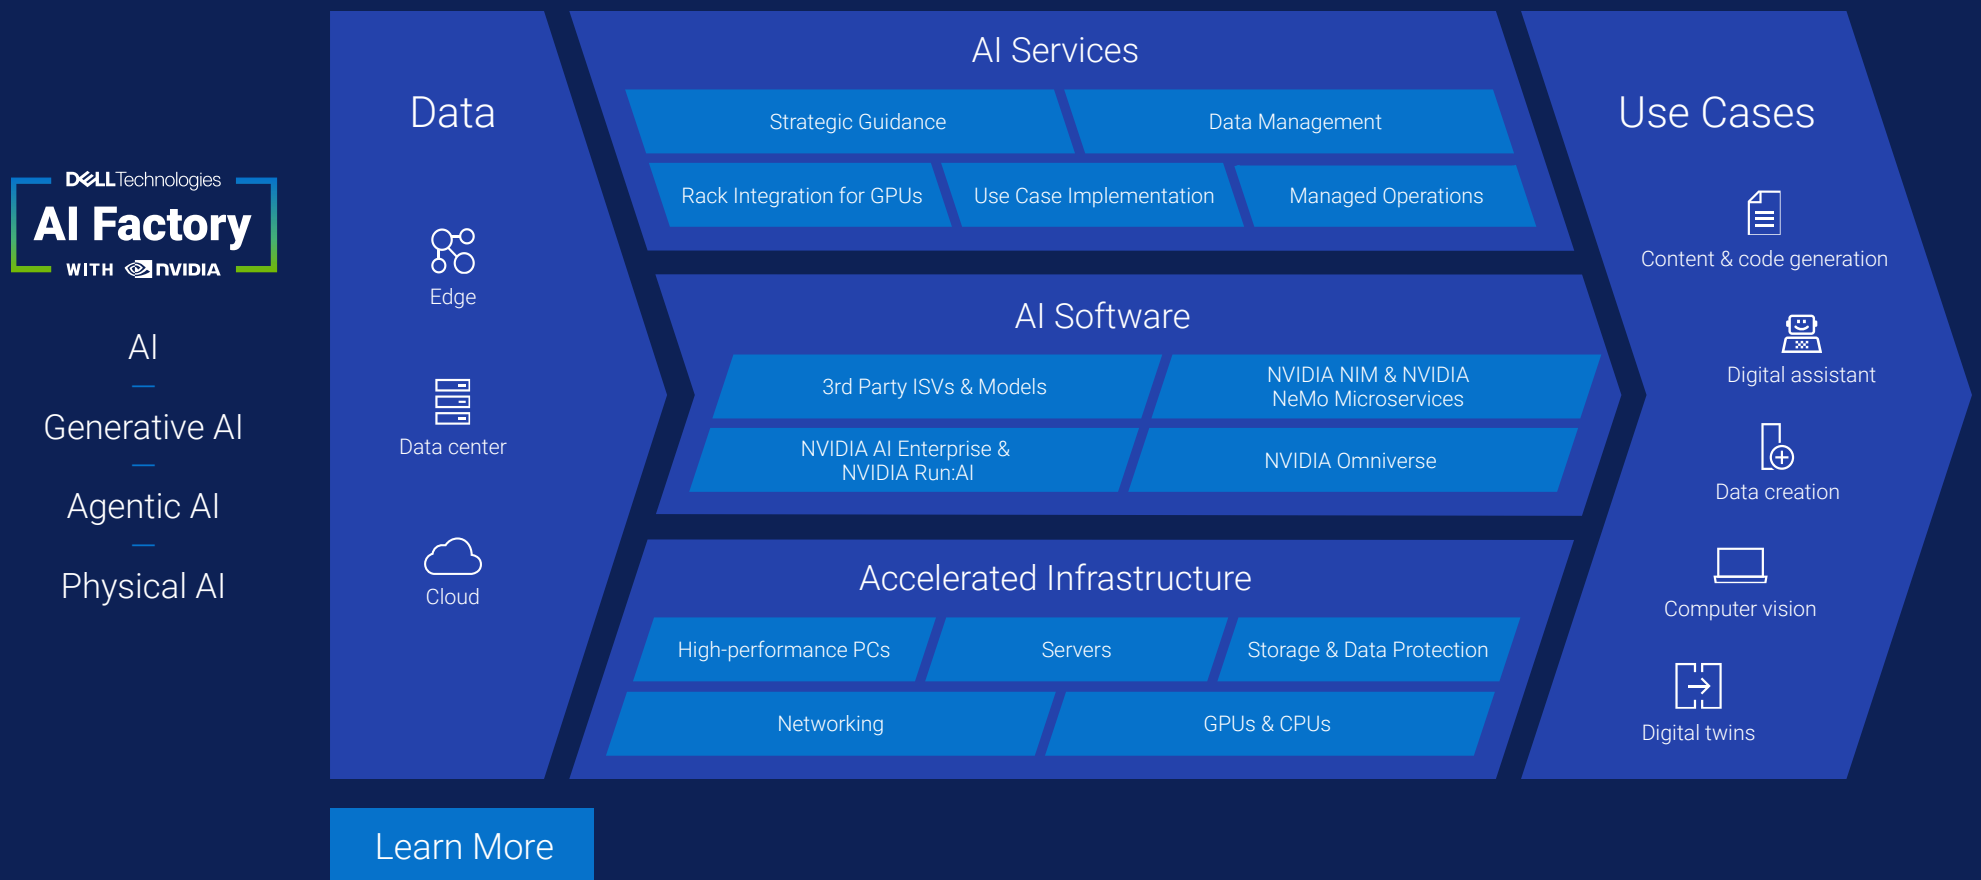 DELLTechnologies
AI Factory
WITH NVIDIA
AI
Generative AI
Agentic AI
Physical AI
Data
Edge
Data center
Cloud
AI Services
Strategic Guidance
Data Management
Rack Integration for GPUs
Use Case Implementation
Managed Operations
AI Software
3rd Party ISVs & Models
NVIDIA NIM & NVIDIA
NeMo Microservices
NVIDIA AI Enterprise &
NVIDIA Run:AI
NVIDIA Omniverse
Accelerated Infrastructure
High-performance PCs
Servers
Storage & Data Protection
Networking
GPUs & CPUs
Use Cases
Content & code generation
Digital assistant
Data creation
Computer vision
Digital twins
Learn More